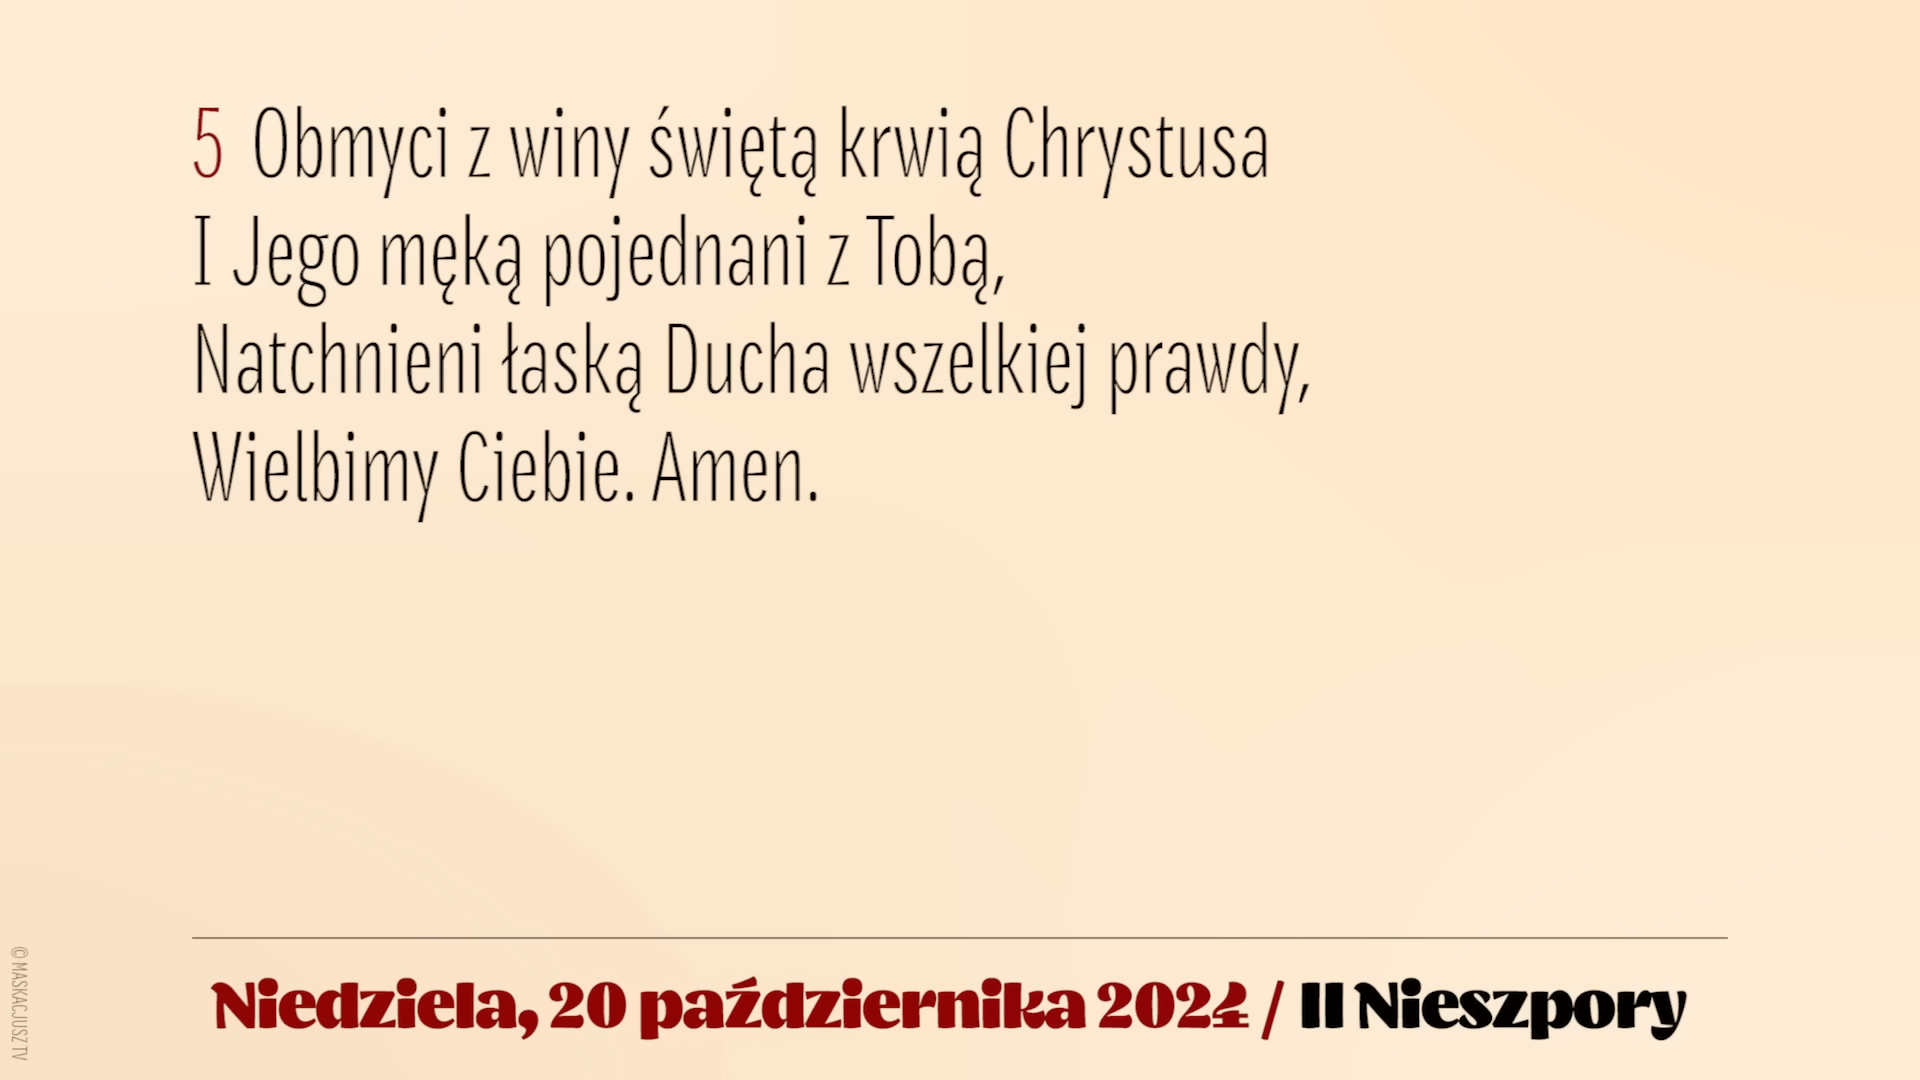 5 Obmyci z winy świętą krwią Chrystusa
I Jego męką pojednani z Tobą,
Natchnieni łaską Ducha wszelkiej prawdy,
Wielbimy Ciebie. Amen.
Niedziela, 20 października 2024 / II Nieszpory
© MASKACJUSZ TV